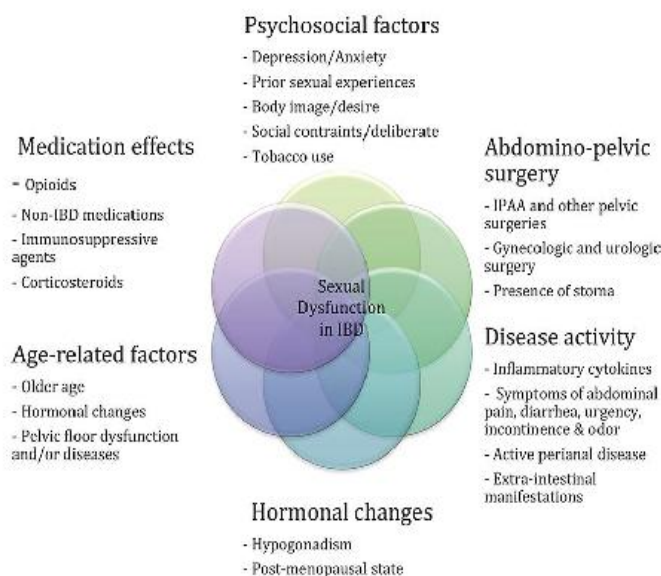 Psychosocial factors
- Depression/Anxiety
- Prior sexual experiences
- Body image/desire
- Social contraints/deliberate
- Tobacco use
Medication effects
- Opioids
- Non-IBD medications
- Immunosuppressive
agents
- Corticosteroids
Abdomino-pelvic
surgery
- IPAA and other pelvic
surgeries
- Gynecologic and urologic
surgery
- Presence of stoma
Sexual
Dysfunction
in IBD
Age-related factors
- Older age
- Hormonal changes
- Pelvic floor dysfunction
and/or diseases
Disease activity
- Inflammatory cytokines
- Symptoms of abdominal
pain, diarrhea, urgency,
incontinence & odor
- Active perianal disease
- Extra-intestinal
manifestations
Hormonal changes
- Hypogonadism
- Post-menopausal state